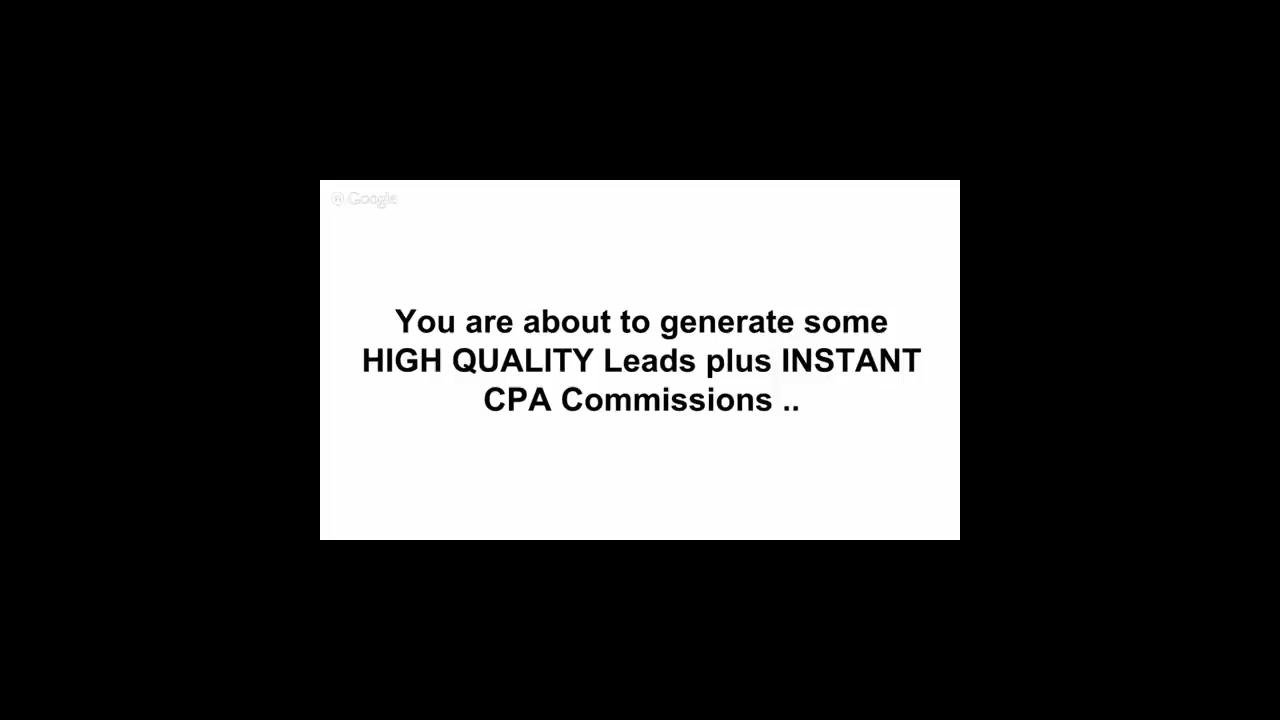 Google
You are about to generate some
HIGH QUALITY Leads plus INSTANT
CPA Commissions ..